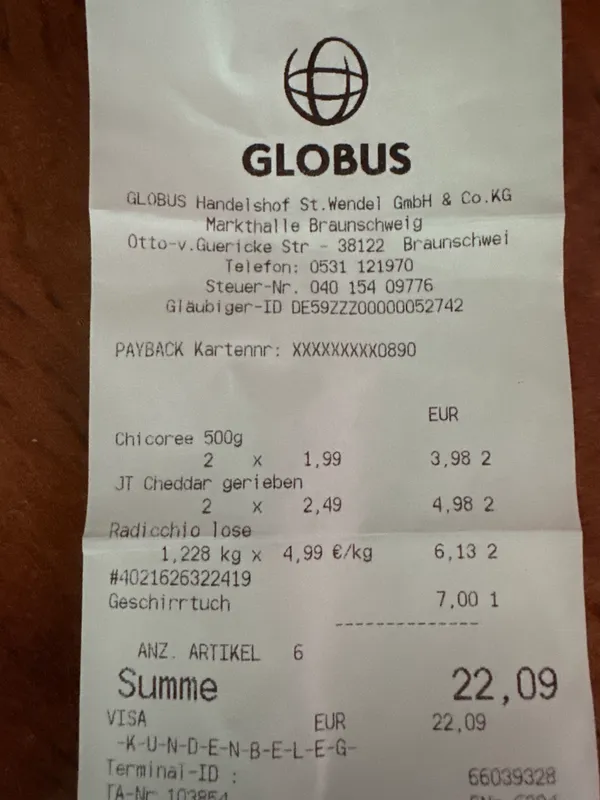 GLOBUS
GLOBUS Handelshof St.Wendel GmbH & Co.KG
Markthalle Braunschweig
Otto-v.Guericke Str - 38122 Braunschwei
Telefon: 0531 121970
Steuer-Nr. 040 154 09776
Gläubiger-ID DE59ZZZ00000052742
PAYBACK Kartennr: XXXXXXXXX0890
EUR
Chicoree 500g
2 x 1,99 3,98 2
JT Cheddar gerieben
2 x 2,49 4,98 2
Radicchio lose
1,228 kg x 4,99 €/kg 6,13 2
#4021626322419
Geschirrtuch 7,00 1
--------------
ANZ. ARTIKEL 6
Summe 22,09
VISA EUR 22,09
-K-U-N-D-E-N-B-E-L-E-G-
Terminal-ID : 66039328
TA-Nr 103864